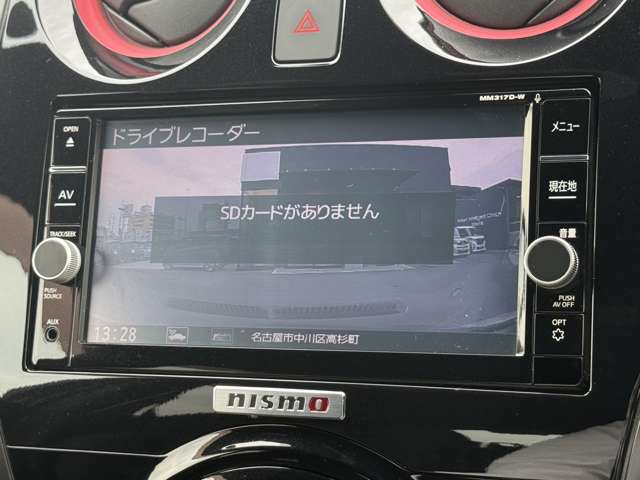 MM317D-W
OPEN
ドライブレコーダー
メニュー
AV
SDカードがありません
現在地
TRACK/SEEK
音量
PUSH
SOURCE
PUSH
AV OFF
AUX
OPT
13:28
名古屋市中川区高杉町
nismo